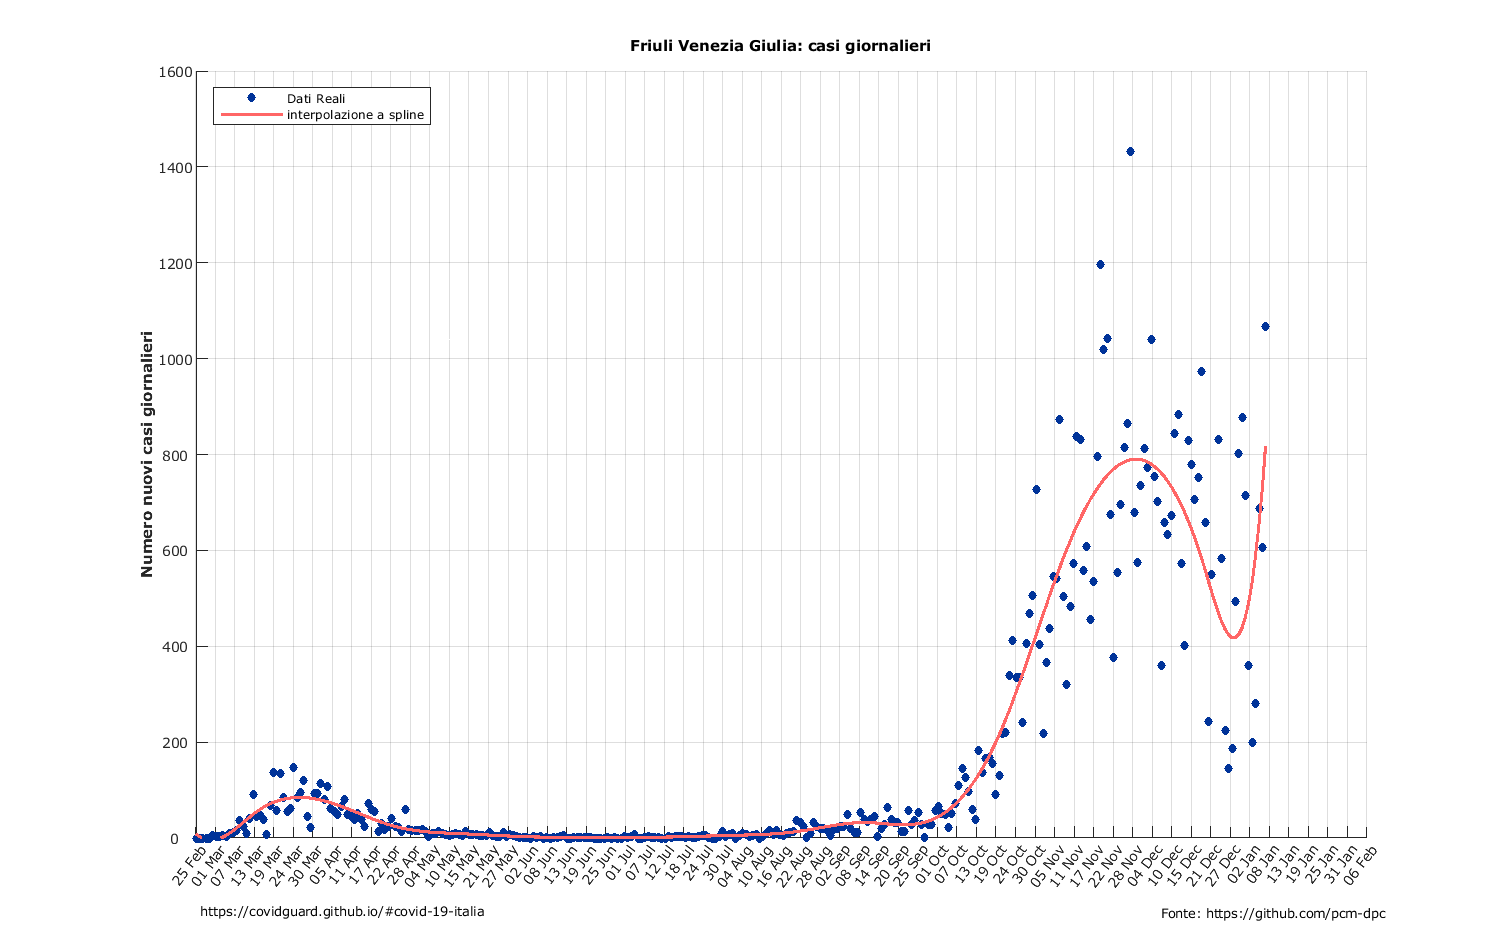 Friuli Venezia Giulia: casi giornalieri
Dati Reali
interpolazione a spline
Numero nuovi casi giornalieri
1600
1400
1200
1000
800
600
400
200
0
25 Feb
01 Mar
07 Mar
13 Mar
19 Mar
24 Mar
30 Mar
05 Apr
11 Apr
17 Apr
22 Apr
28 Apr
04 May
10 May
15 May
21 May
27 May
02 Jun
08 Jun
13 Jun
19 Jun
25 Jun
01 Jul
07 Jul
12 Jul
18 Jul
24 Jul
30 Jul
04 Aug
10 Aug
16 Aug
22 Aug
28 Aug
02 Sep
08 Sep
14 Sep
20 Sep
25 Sep
01 Oct
07 Oct
13 Oct
19 Oct
24 Oct
30 Oct
05 Nov
11 Nov
17 Nov
22 Nov
28 Nov
04 Dec
10 Dec
15 Dec
21 Dec
27 Dec
02 Jan
08 Jan
13 Jan
19 Jan
25 Jan
31 Jan
06 Feb
https://covidguard.github.io/#covid-19-italia
Fonte: https://github.com/pcm-dpc